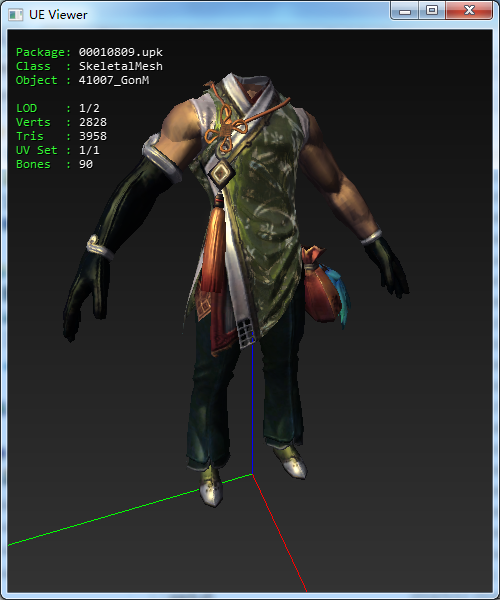 UE Viewer
Package: 00010809.upk
Class : SkeletalMesh
Object : 41007_GonM
LOD : 1/2
Verts : 2828
Tris : 3958
UV Set : 1/1
Bones : 90